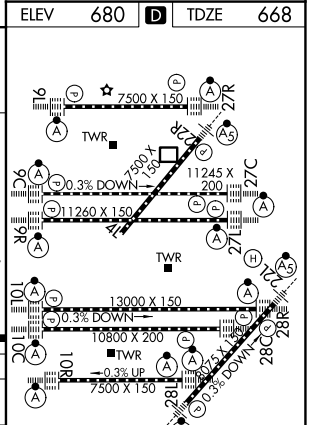 ELEV 680 D TDZE 668
9L P P A 27R
7500 X 150
A
TWR
22R A5
P
7500 X 150
A
9C P 0.3% DOWN 11245 X 200 27C
A
11260 X 150 P P
9R 4L 27L
A A
TWR H
22L A5
A A
10L P 13000 X 150 28R
P 0.3% DOWN P
10C 10800 X 200 28C
A TWR P A
A
8075 X 150
0.3% DOWN
10R 0.3% UP
7500 X 150 28L
A P